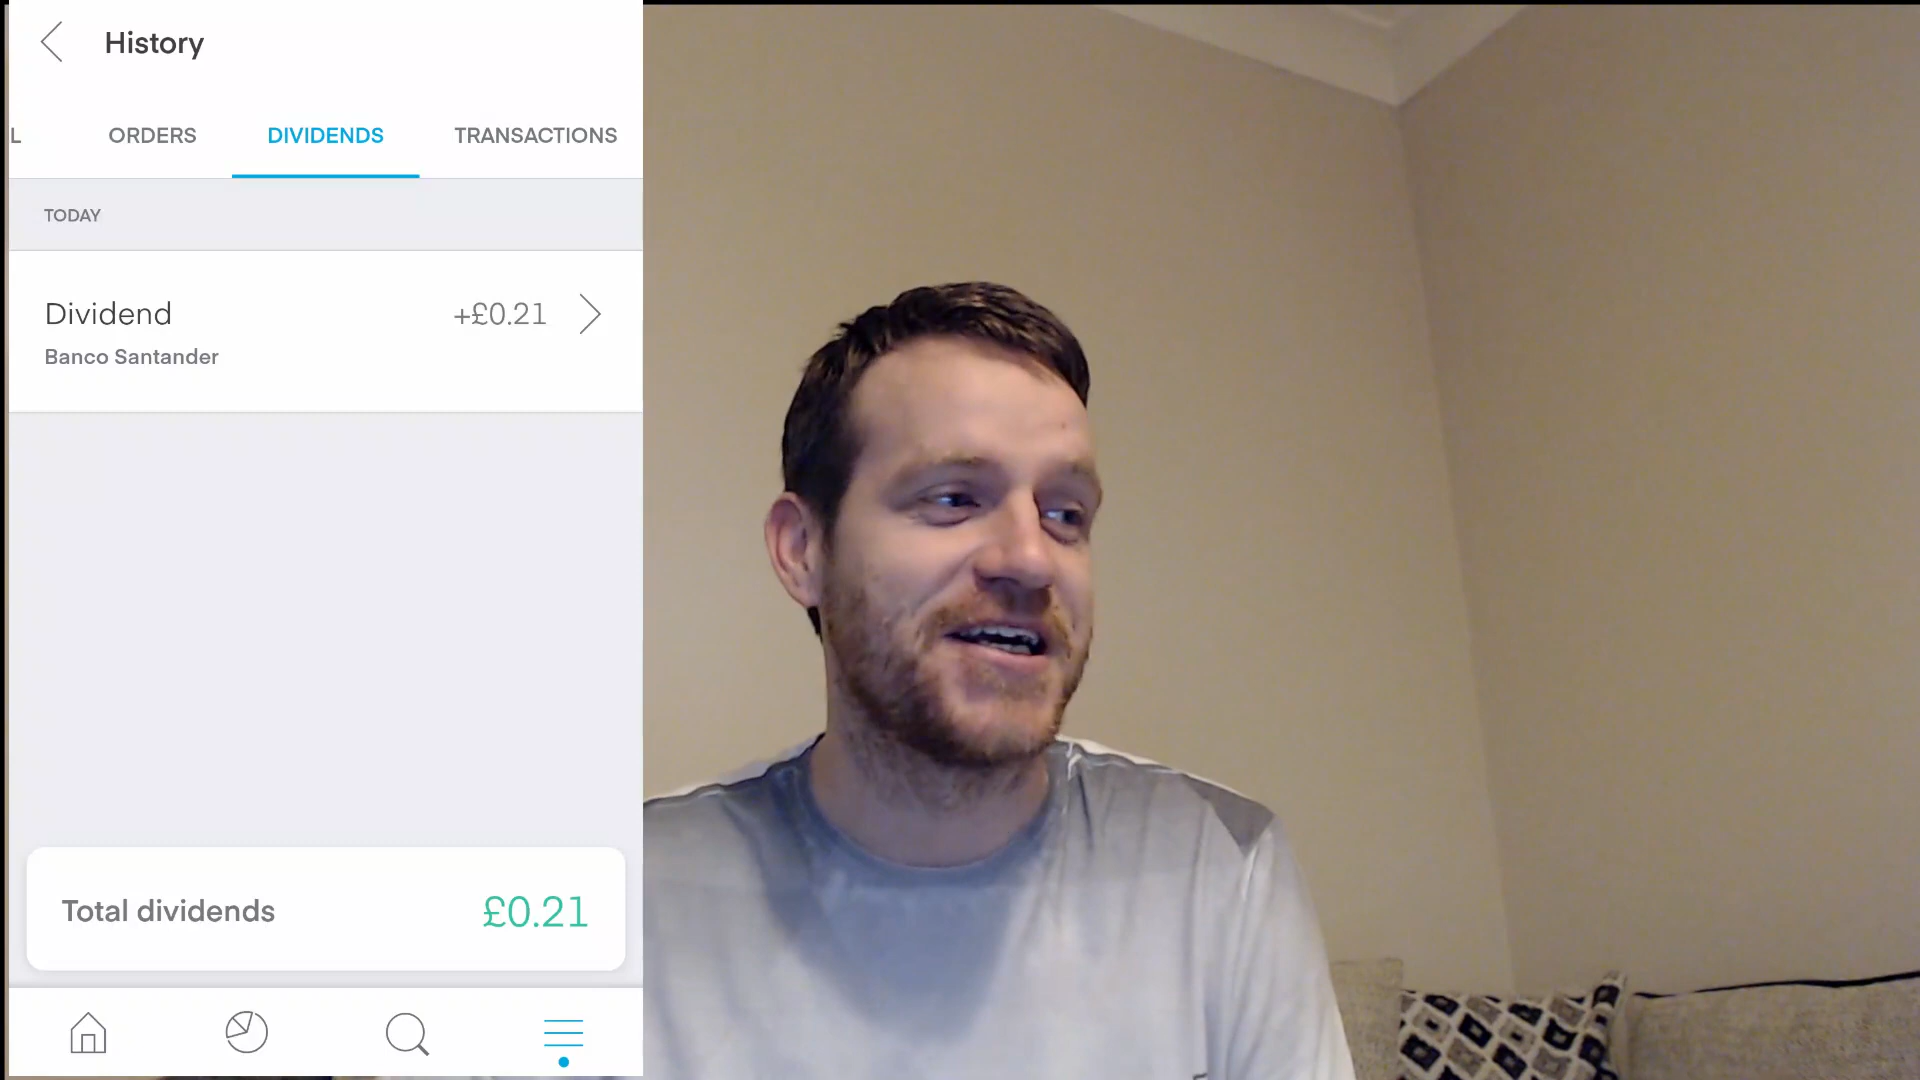 History
L ORDERS DIVIDENDS TRANSACTIONS
TODAY
Dividend +£0.21
Banco Santander
Total dividends £0.21